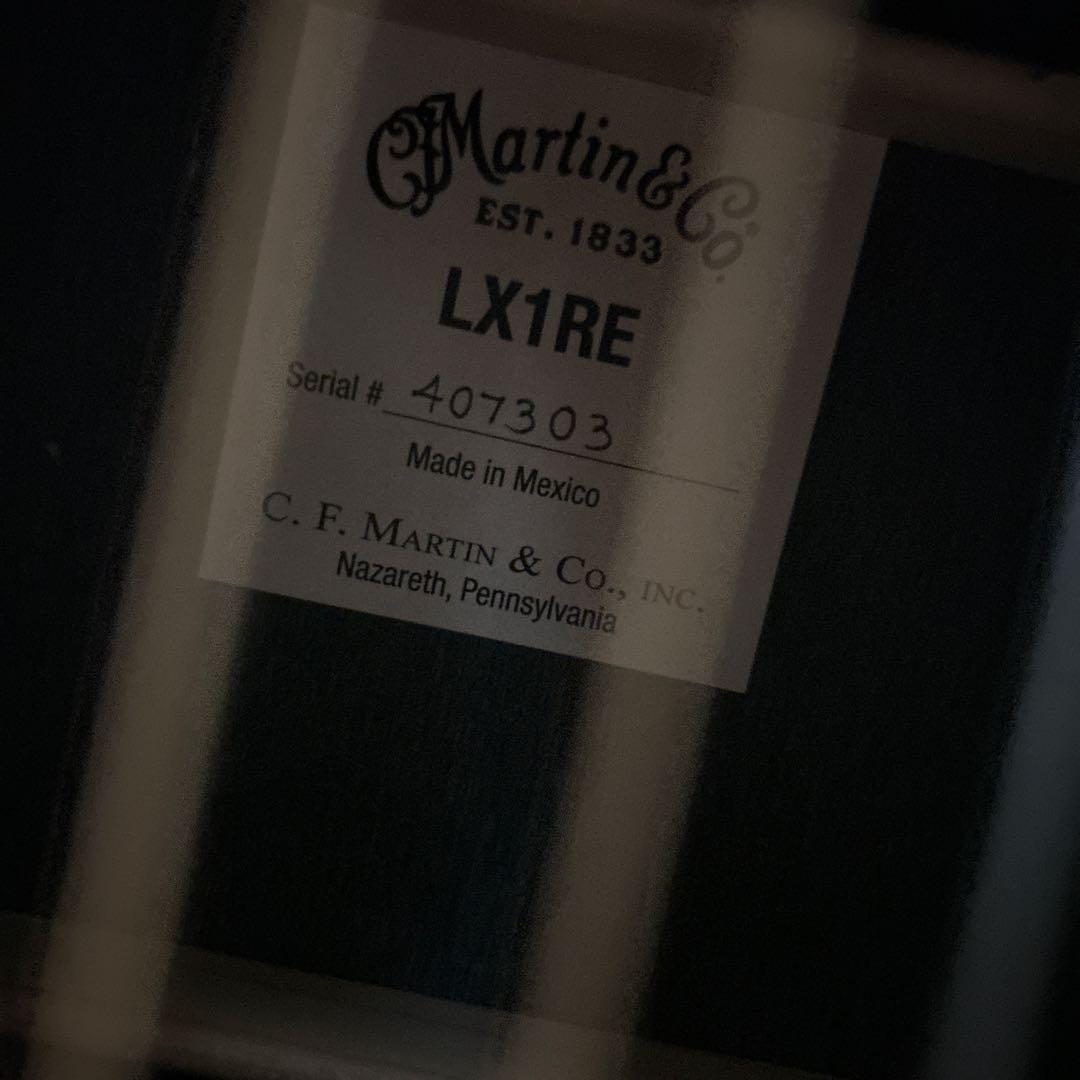 CFMartin & Co.
EST. 1833
LX1RE
Serial # 407303
Made in Mexico
C. F. MARTIN & CO., INC.
Nazareth, Pennsylvania